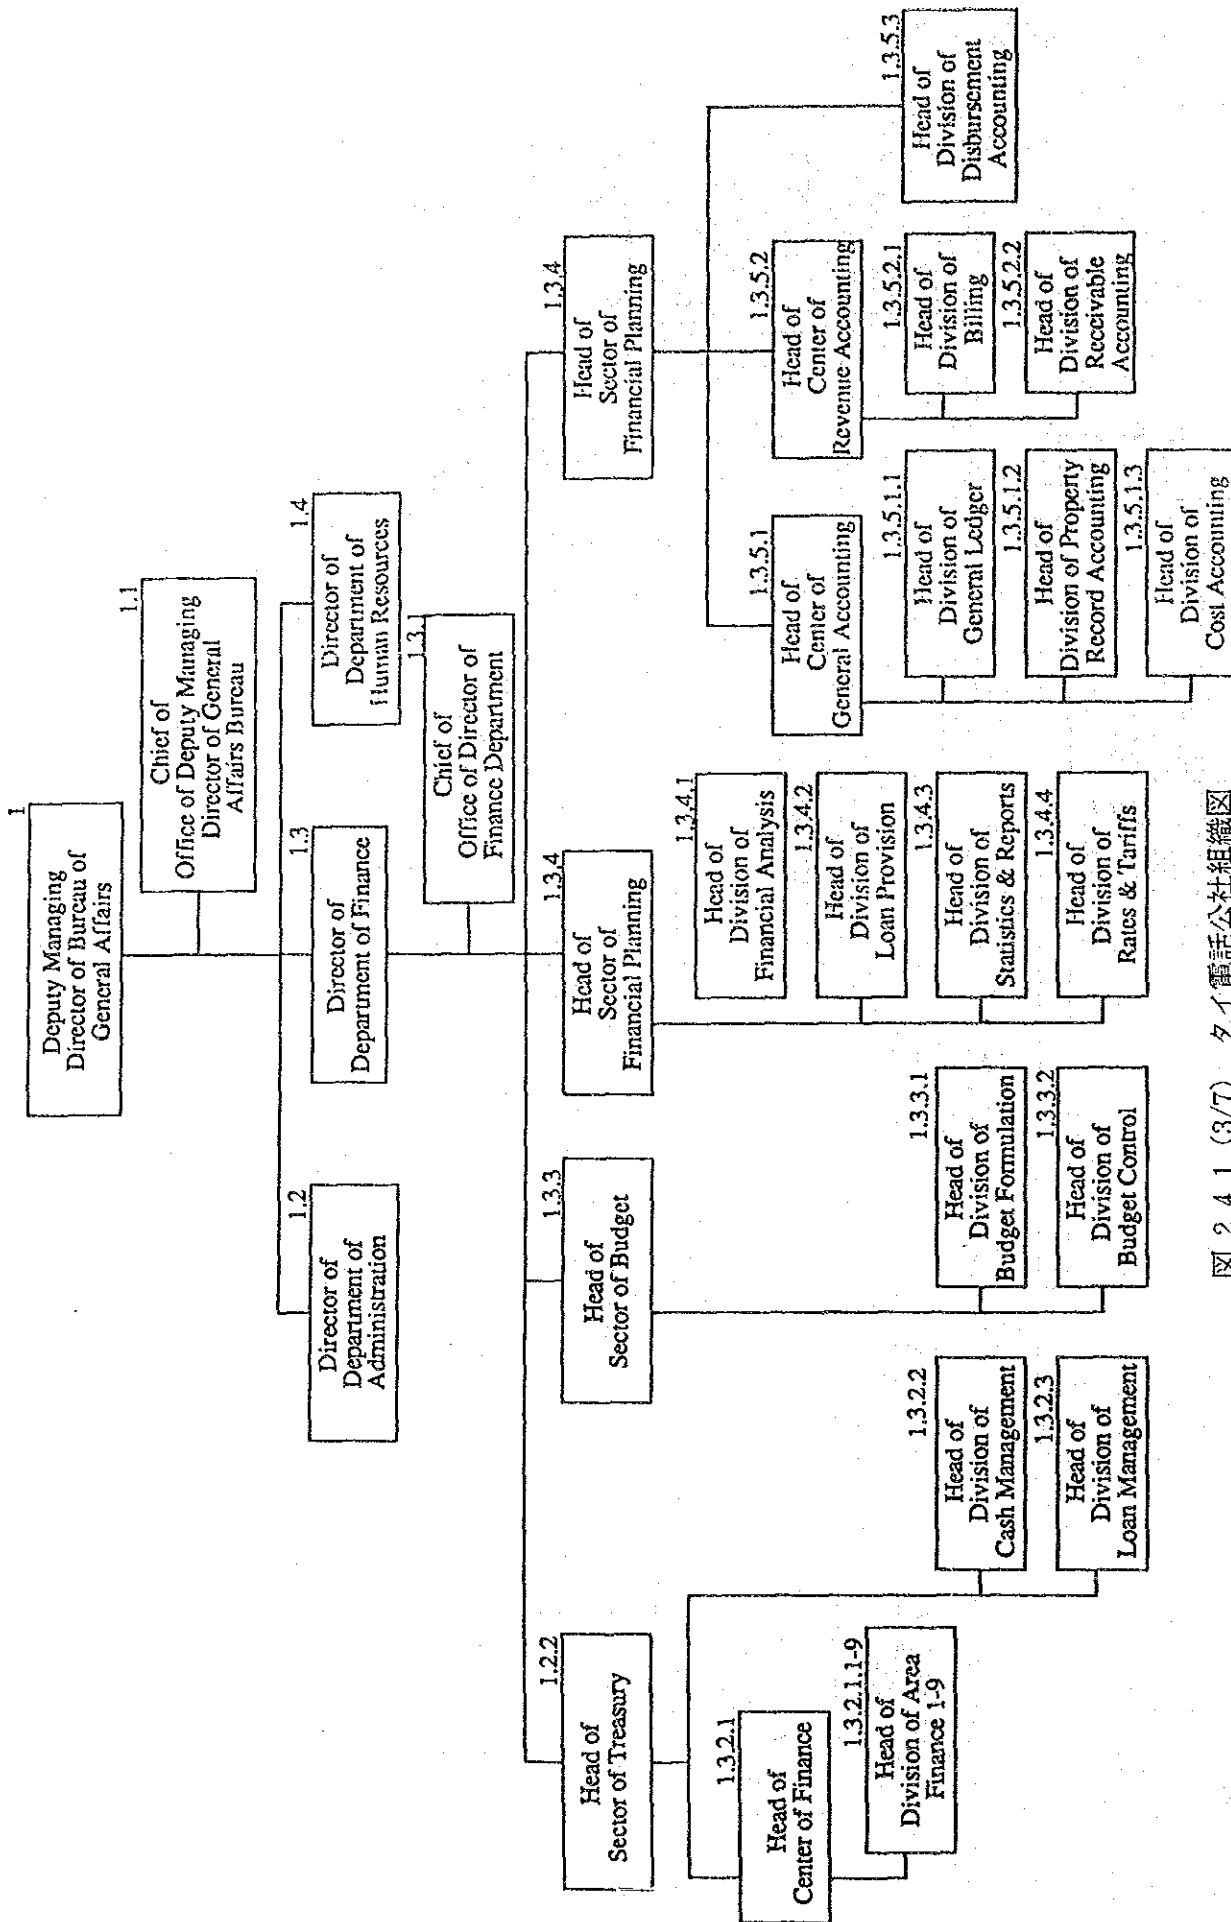 1
Deputy Managing
Director of Bureau of
General Affairs
1.1
Chief of
Office of Deputy Managing
Director of General
Affairs Bureau
1.2
Director of
Department of
Administration
1.3
Director of
Department of Finance
1.4
Director of
Department of
Human Resources
1.3.1
Chief of
Office of Director of
Finance Department
1.2.2
Head of
Sector of Treasury
1.3.3
Head of
Sector of Budget
1.3.4
Head of
Sector of
Financial Planning
1.3.4
Head of
Sector of
Financial Planning
1.3.2.1
Head of
Center of Finance
1.3.2.1.1-9
Head of
Division of Area
Finance 1-9
1.3.2.2
Head of
Division of
Cash Management
1.3.2.3
Head of
Division of
Loan Management
1.3.3.1
Head of
Division of
Budget Formulation
1.3.3.2
Head of
Division of
Budget Control
1.3.4.1
Head of
Division of
Financial Analysis
1.3.4.2
Head of
Division of
Loan Provision
1.3.4.3
Head of
Division of
Statistics & Reports
1.3.4.4
Head of
Division of
Rates & Tariffs
1.3.5.1
Head of
Center of
General Accounting
1.3.5.1.1
Head of
Division of
General Ledger
1.3.5.1.2
Head of
Division of Property
Record Accounting
1.3.5.1.3
Head of
Division of
Cost Accounting
1.3.5.2
Head of
Center of
Revenue Accounting
1.3.5.2.1
Head of
Division of
Billing
1.3.5.2.2
Head of
Division of
Receivable
Accounting
1.3.5.3
Head of
Division of
Disbursement
Accounting
図 2.4.1 (3/7) タイ電話公社組織図